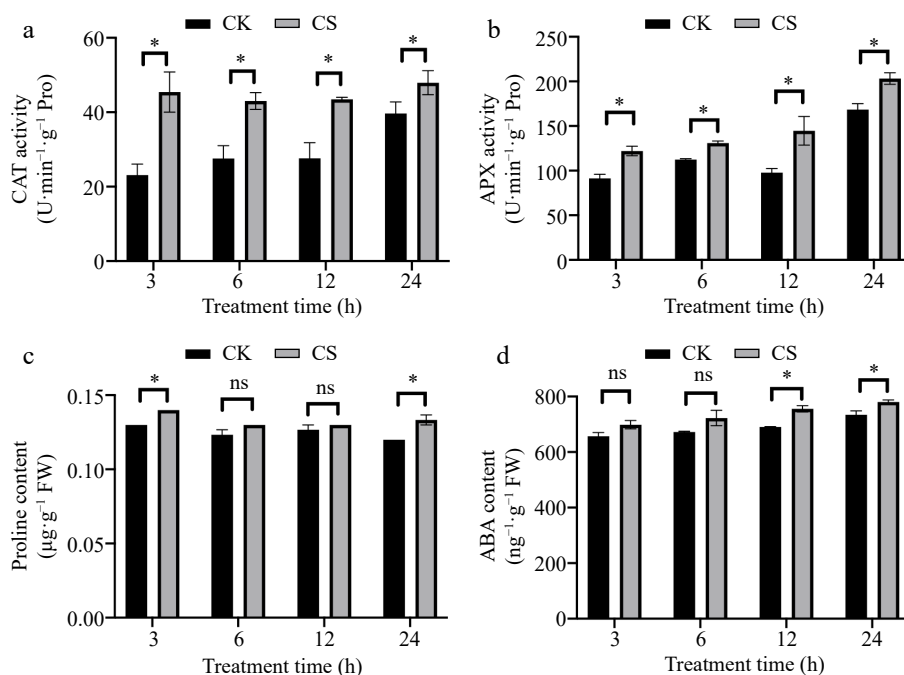 a
CK CS
60
40
20
0
CAT activity
(U·min⁻¹·g⁻¹ Pro)
* * * *
3 6 12 24
Treatment time (h)
b
CK CS
250
200
150
100
50
0
APX activity
(U·min⁻¹·g⁻¹ Pro)
* * * *
3 6 12 24
Treatment time (h)
c
CK CS
0.15
0.10
0.05
0.00
Proline content
(μg·g⁻¹ FW)
* ns ns *
3 6 12 24
Treatment time (h)
d
CK CS
800
600
400
200
0
ABA content
(ng⁻¹·g⁻¹ FW)
ns ns * *
3 6 12 24
Treatment time (h)